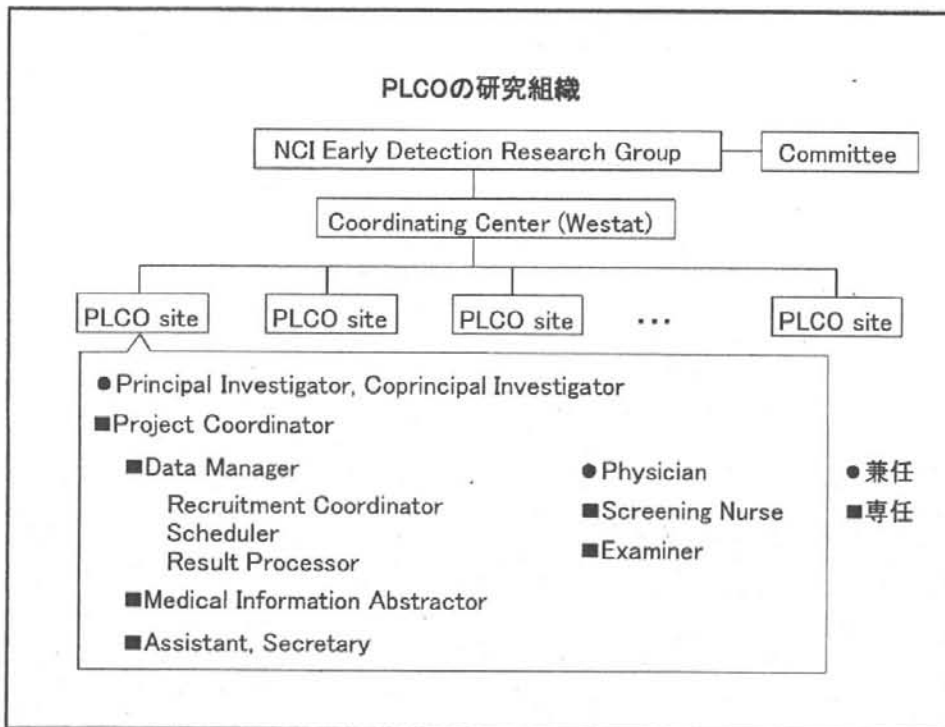 PLCOの研究組織
NCI Early Detection Research Group
Committee
Coordinating Center (Westat)
PLCO site
PLCO site
PLCO site
...
PLCO site
●Principal Investigator, Coprincipal Investigator
■Project Coordinator
■Data Manager
Recruitment Coordinator
Scheduler
Result Processor
■Medical Information Abstractor
■Assistant, Secretary
●Physician
■Screening Nurse
■Examiner
●兼任
■専任